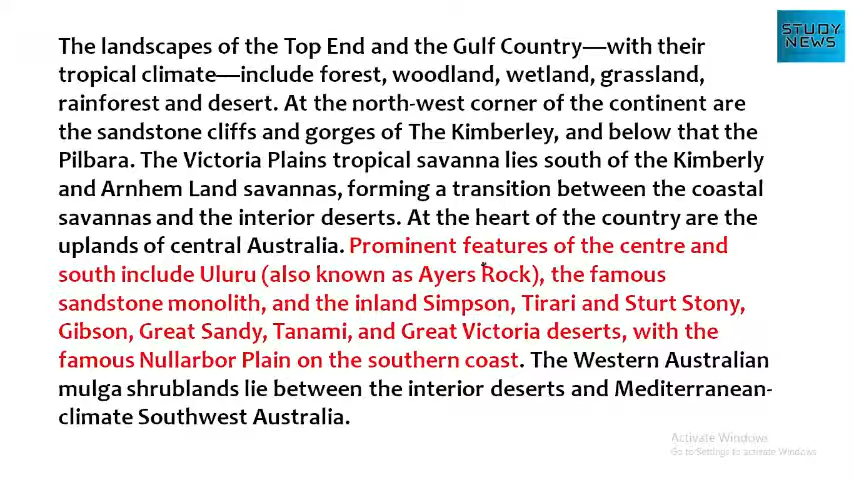 STUDY
NEWS
The landscapes of the Top End and the Gulf Country—with their
tropical climate—include forest, woodland, wetland, grassland,
rainforest and desert. At the north-west corner of the continent are
the sandstone cliffs and gorges of The Kimberley, and below that the
Pilbara. The Victoria Plains tropical savanna lies south of the Kimberly
and Arnhem Land savannas, forming a transition between the coastal
savannas and the interior deserts. At the heart of the country are the
uplands of central Australia. Prominent features of the centre and
south include Uluru (also known as Ayers Rock), the famous
sandstone monolith, and the inland Simpson, Tirari and Sturt Stony,
Gibson, Great Sandy, Tanami, and Great Victoria deserts, with the
famous Nullarbor Plain on the southern coast. The Western Australian
mulga shrublands lie between the interior deserts and Mediterranean-
climate Southwest Australia.
Activate Windows
Go to Settings to activate Windows.